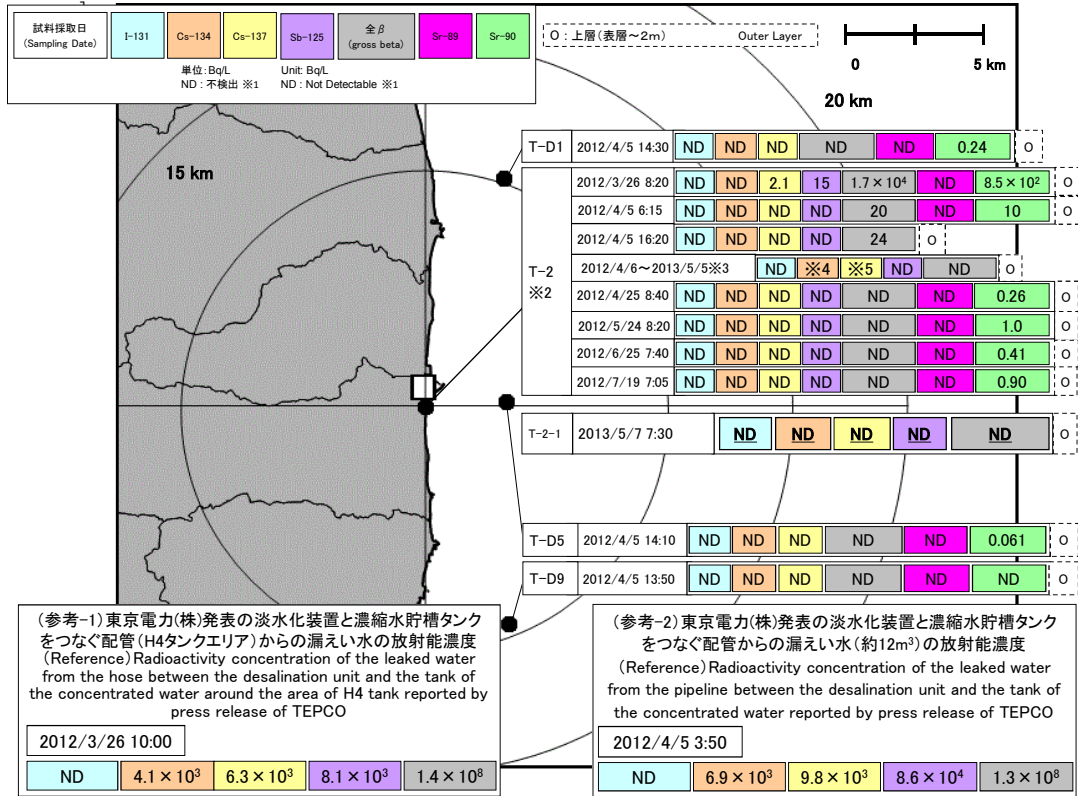 試料採取日
(Sampling Date)
I-131
Cs-134
Cs-137
Sb-125
全β
(gross beta)
Sr-89
Sr-90
単位:Bq/L
Unit: Bq/L
ND : 不検出 ※1
ND : Not Detectable ※1
O : 上層(表層～2m)
Outer Layer
0
5 km
20 km
15 km
T-D1 2012/4/5 14:30 ND ND ND ND ND 0.24 O
T-2
※2
2012/3/26 8:20 ND ND 2.1 15 1.7×10⁴ ND 8.5×10² O
2012/4/5 6:15 ND ND ND ND 20 ND 10 O
2012/4/5 16:20 ND ND ND ND 24 O
2012/4/6～2013/5/5※3 ND ※4 ※5 ND ND O
2012/4/25 8:40 ND ND ND ND ND ND 0.26 O
2012/5/24 8:20 ND ND ND ND ND ND 1.0 O
2012/6/25 7:40 ND ND ND ND ND ND 0.41 O
2012/7/19 7:05 ND ND ND ND ND ND 0.90 O
T-2-1 2013/5/7 7:30 ND ND ND ND ND O
T-D5 2012/4/5 14:10 ND ND ND ND ND 0.061 O
T-D9 2012/4/5 13:50 ND ND ND ND ND ND O
(参考-1)東京電力(株)発表の淡水化装置と濃縮水貯槽タンク
をつなぐ配管(H4タンクエリア)からの漏えい水の放射能濃度
(Reference)Radioactivity concentration of the leaked water
from the hose between the desalination unit and the tank of
the concentrated water around the area of H4 tank reported by
press release of TEPCO
2012/3/26 10:00
ND 4.1×10³ 6.3×10³ 8.1×10³ 1.4×10⁸
(参考-2)東京電力(株)発表の淡水化装置と濃縮水貯槽タンク
をつなぐ配管からの漏えい水(約12m³)の放射能濃度
(Reference)Radioactivity concentration of the leaked water
from the pipeline between the desalination unit and the tank of
the concentrated water reported by press release of TEPCO
2012/4/5 3:50
ND 6.9×10³ 9.8×10³ 8.6×10⁴ 1.3×10⁸